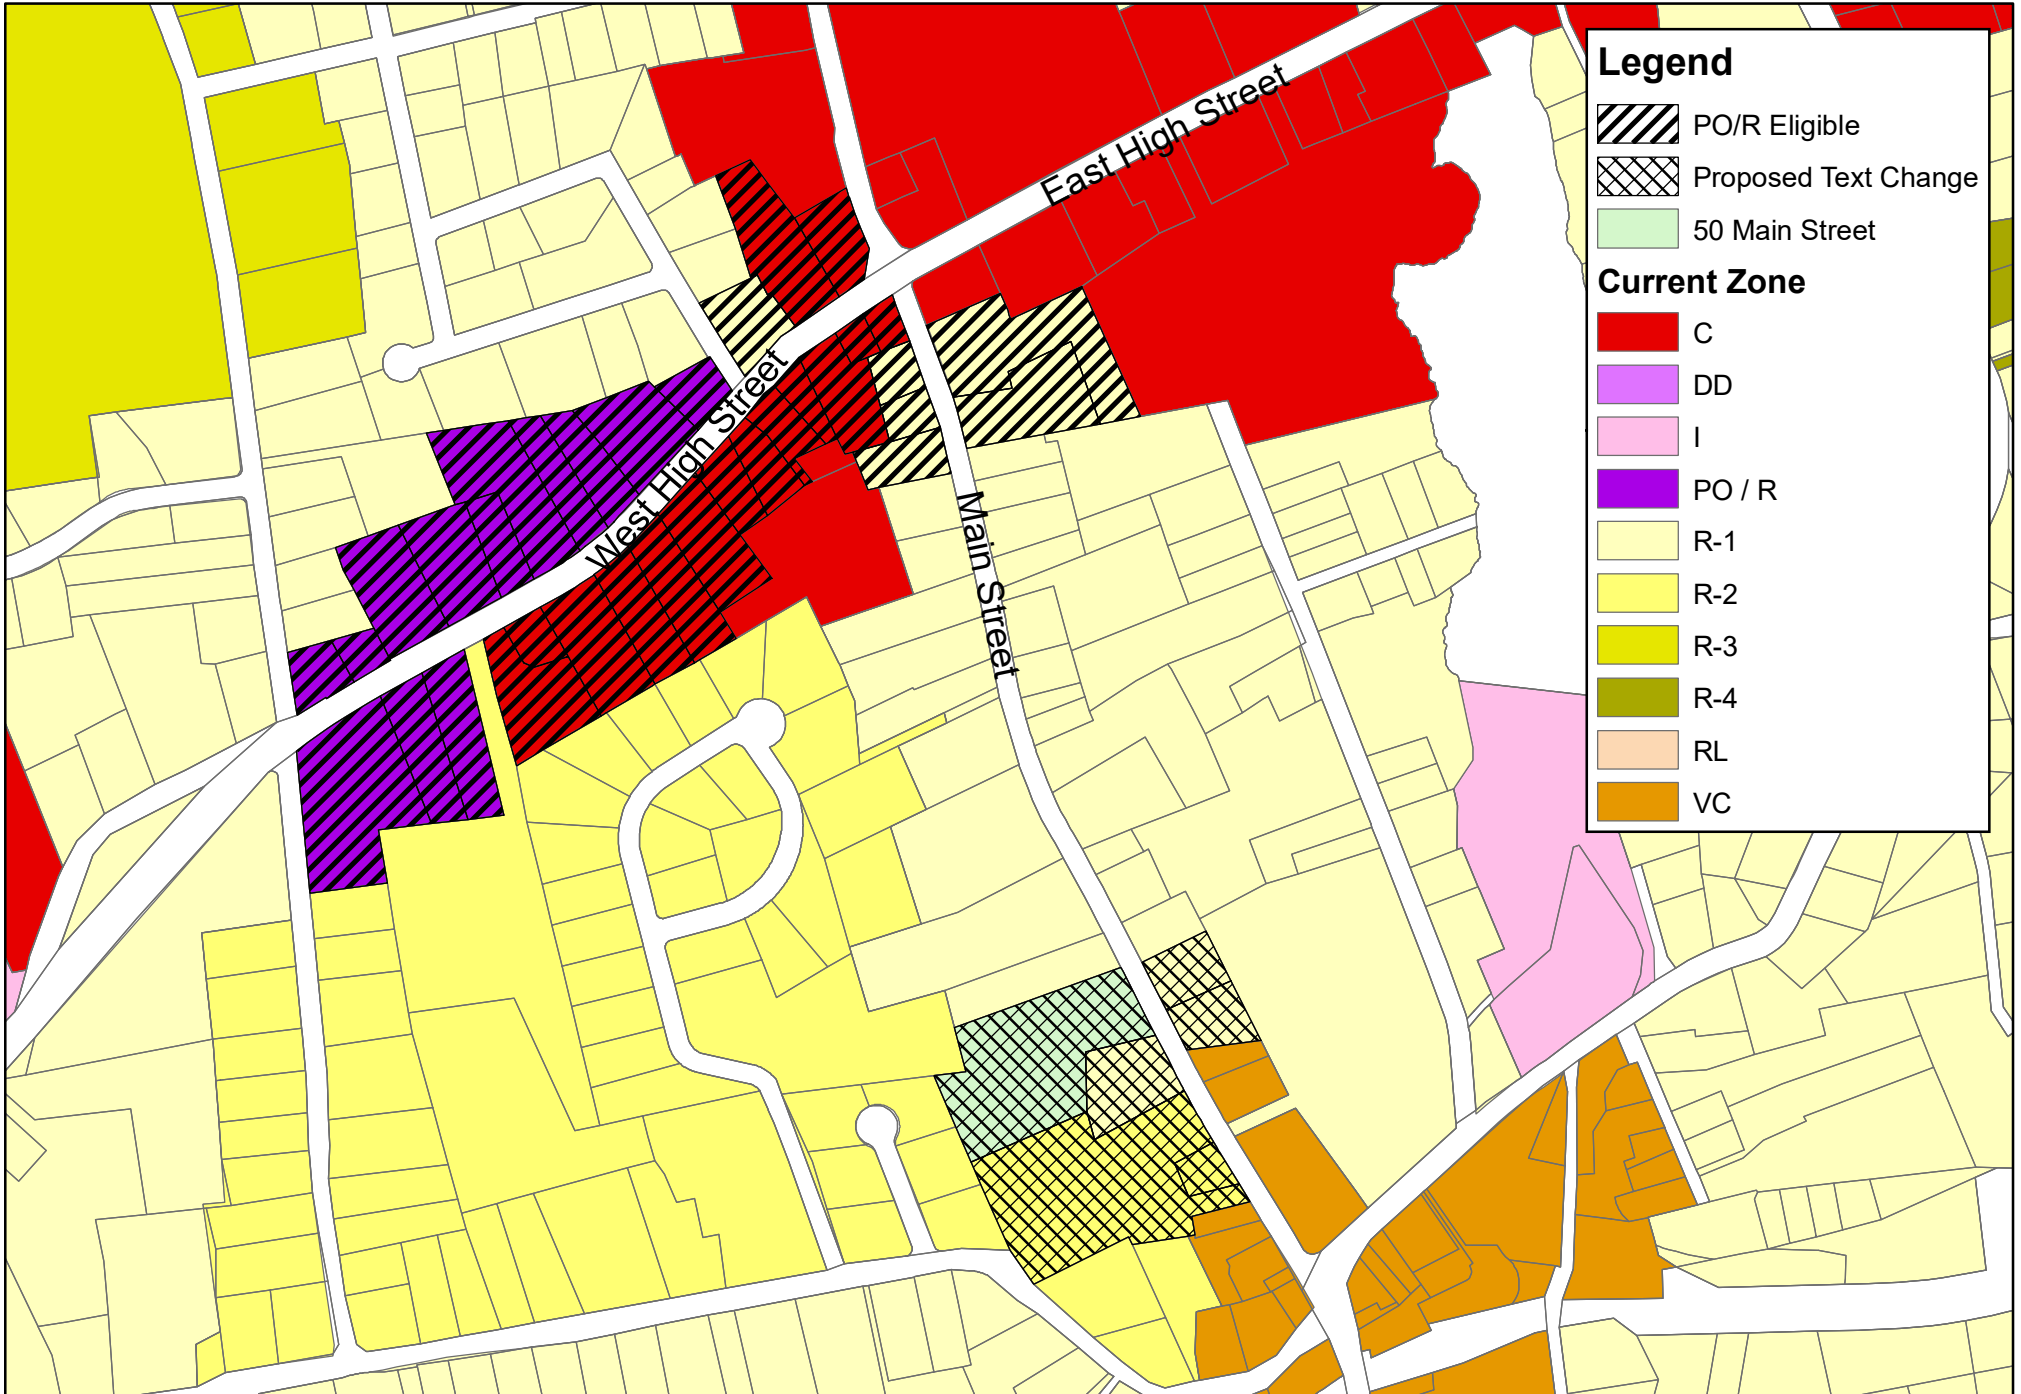 East High Street
West High Street
Main Street
Legend
PO/R Eligible
Proposed Text Change
50 Main Street
Current Zone
C
DD
I
PO / R
R-1
R-2
R-3
R-4
RL
VC